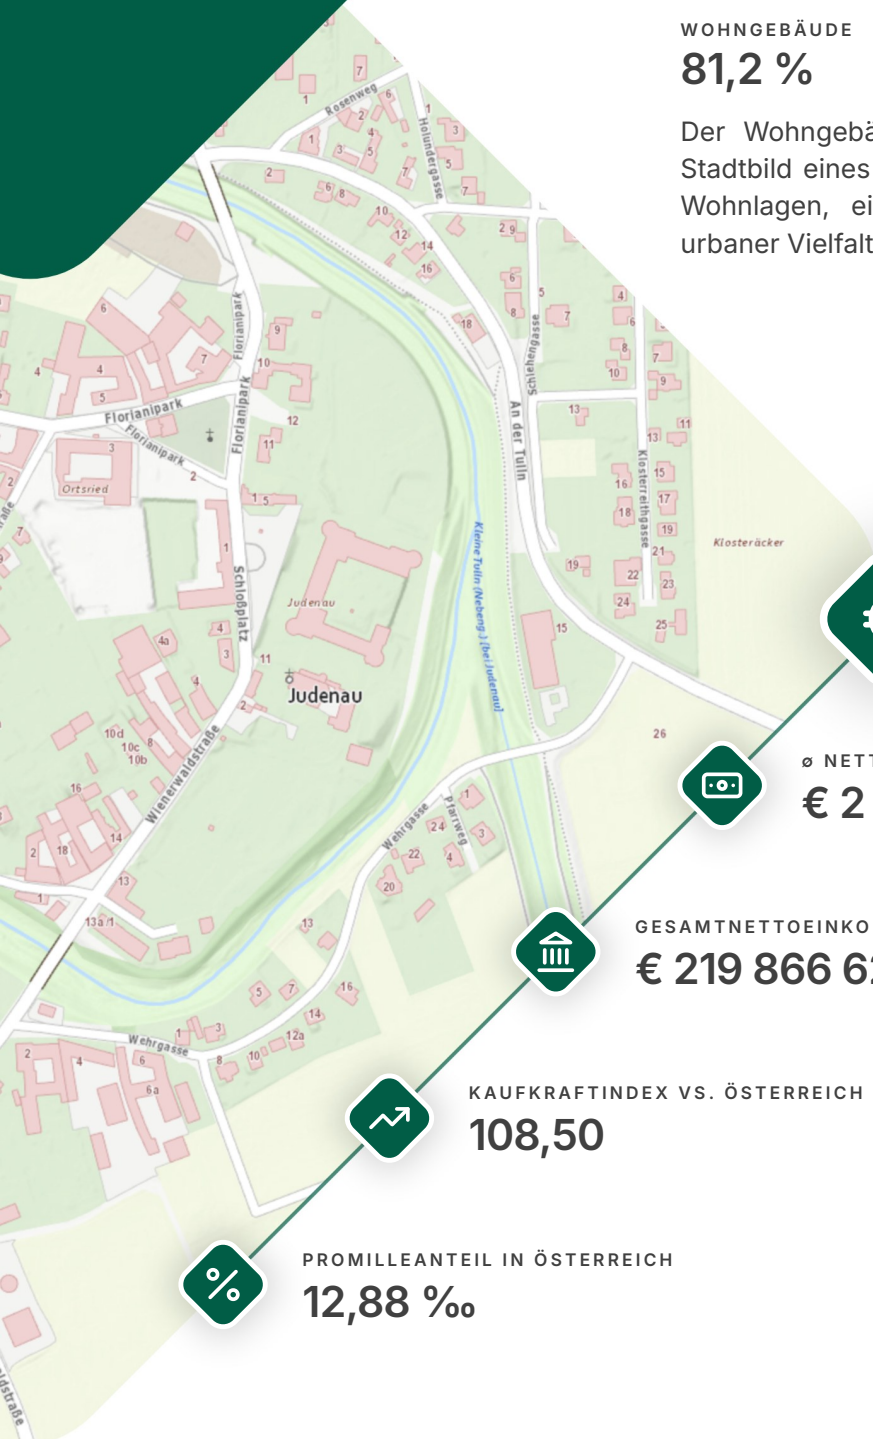 WOHNGEBÄUDE
81,2 %
Der Wohngebä
Stadtbild eines
Wohnlagen, ei
urbaner Vielfalt
Rosenweg
Holundergasse
Florianipark
Florianipark
Florianipark
Florianipark
Schlehengasse
An der Tulln
Klosterreithgasse
Ortsried
Klosteräcker
Kleine Tulln (Nebeng.) (bei Judenau)
Schloßplatz
Judenau
Judenau
Wienerwaldstraße
Wehrgasse
Pfarrweg
Wehrgasse
ø NETT
€ 2
GESAMTNETTOEINKO
€ 219 866 62
KAUFKRAFTINDEX VS. ÖSTERREICH
108,50
PROMILLEANTEIL IN ÖSTERREICH
12,88 ‰